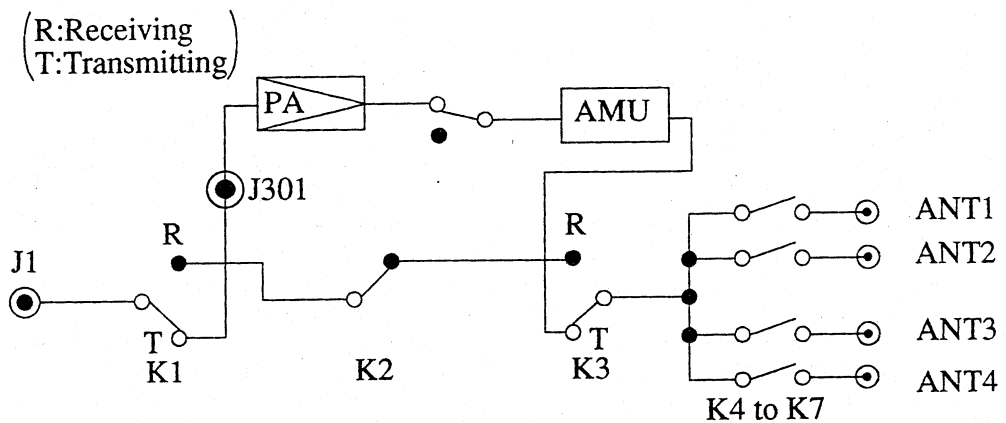 (R:Receiving
T:Transmitting)
PA
AMU
J301
R
R
J1
T
K1
K2
T
K3
ANT1
ANT2
ANT3
ANT4
K4 to K7